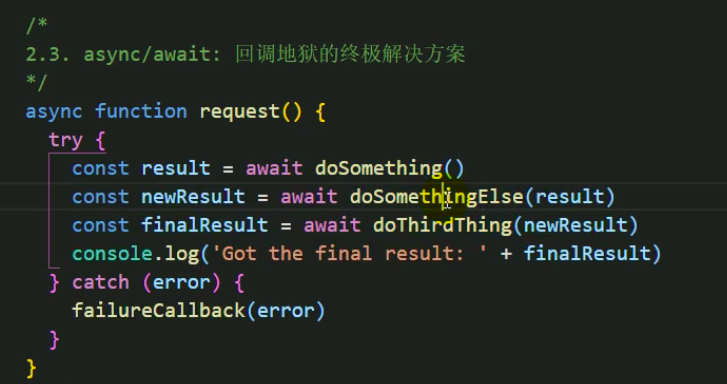 /*
2.3. async/await: 回调地狱的终极解决方案
*/
async function request() {
  try {
    const result = await doSomething()
    const newResult = await doSomethingElse(result)
    const finalResult = await doThirdThing(newResult)
    console.log('Got the final result: ' + finalResult)
  } catch (error) {
    failureCallback(error)
  }
}